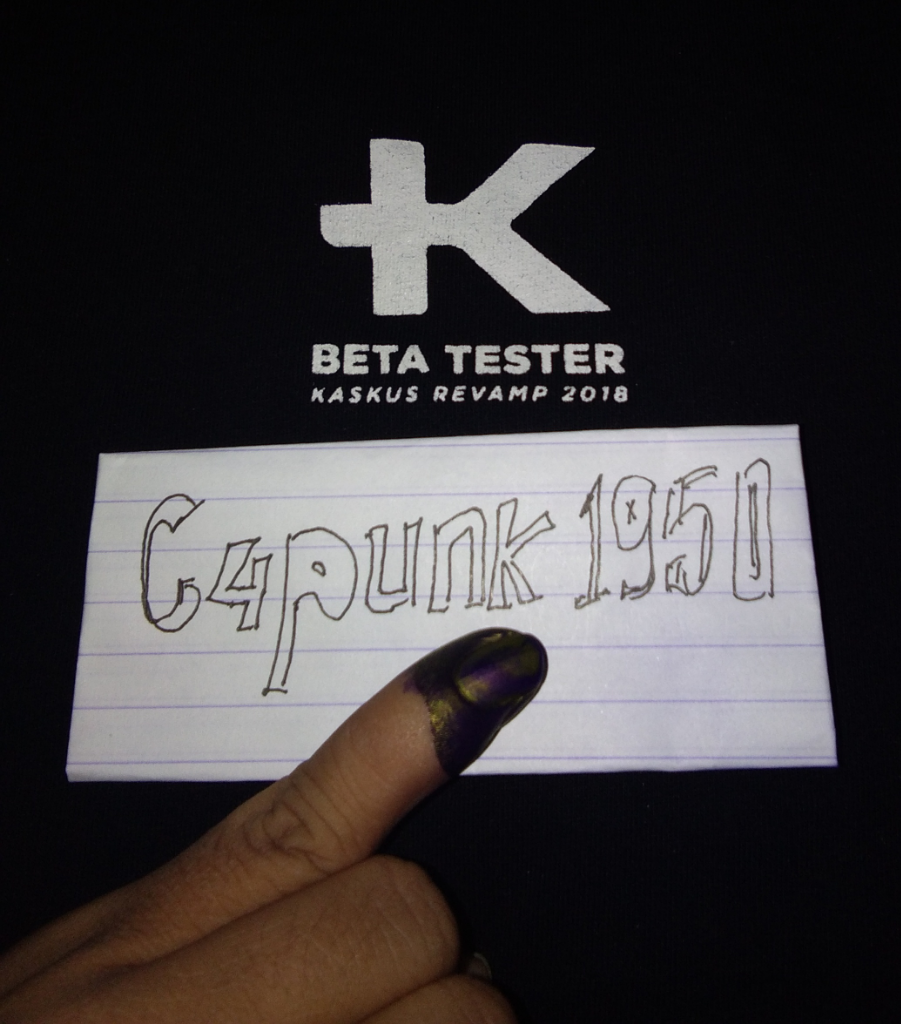 K
BETA TESTER
KASKUS REVAMP 2018
C4punk 1950